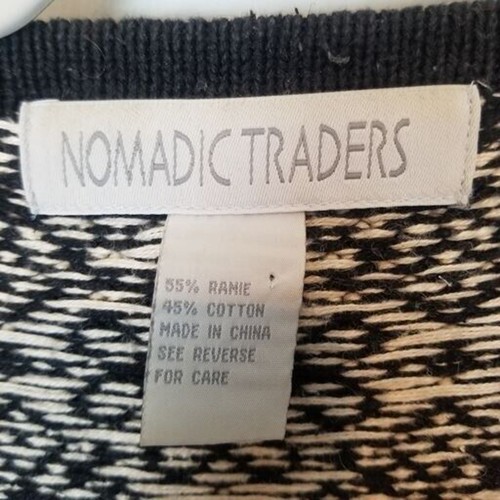 NOMADIC TRADERS
55% RAMIE
45% COTTON
MADE IN CHINA
SEE REVERSE
FOR CARE